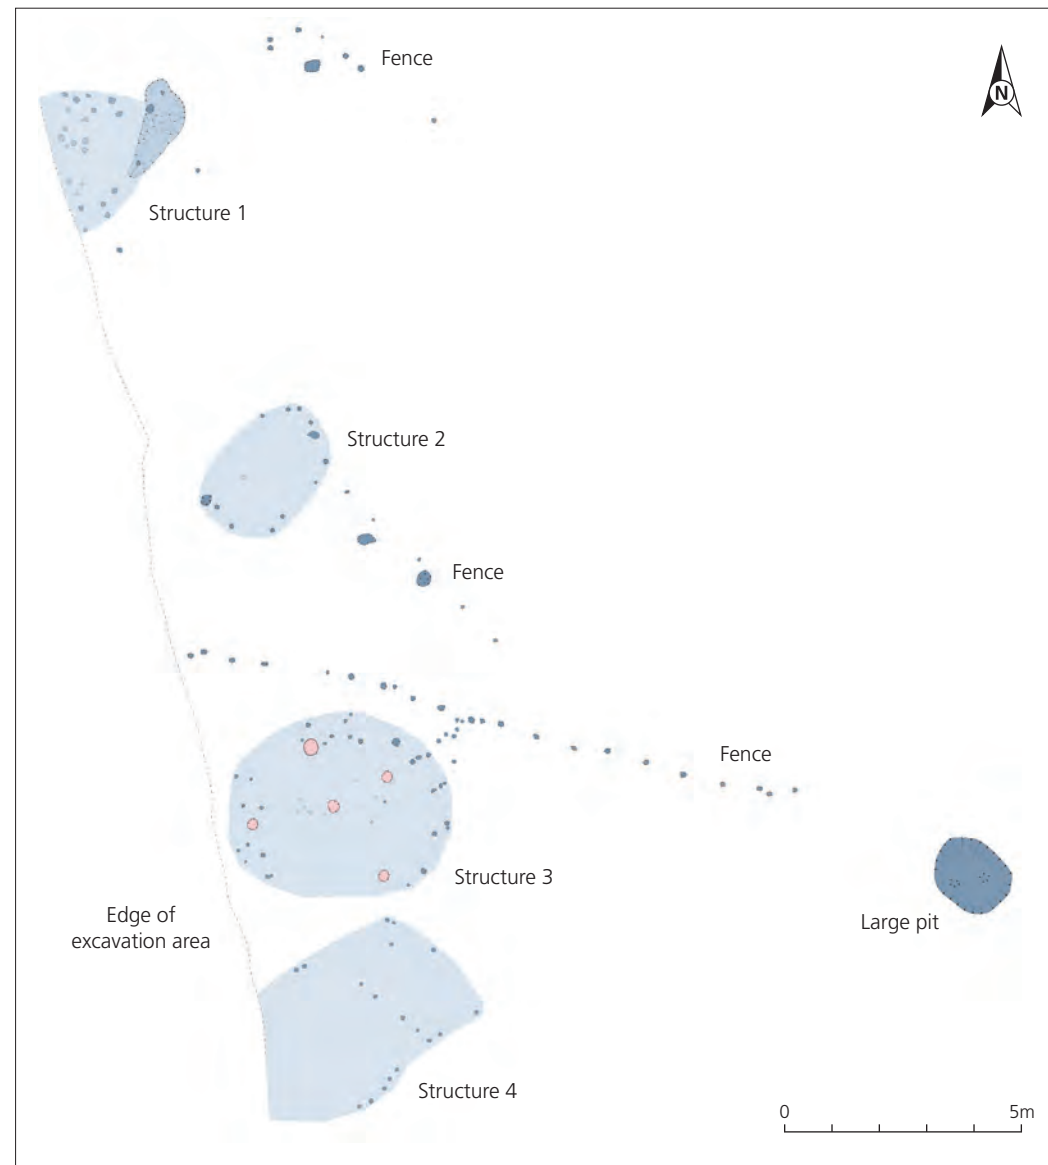 Fence
N
Structure 1
Structure 2
Fence
Fence
Structure 3
Large pit
Edge of
excavation area
Structure 4
0 5m